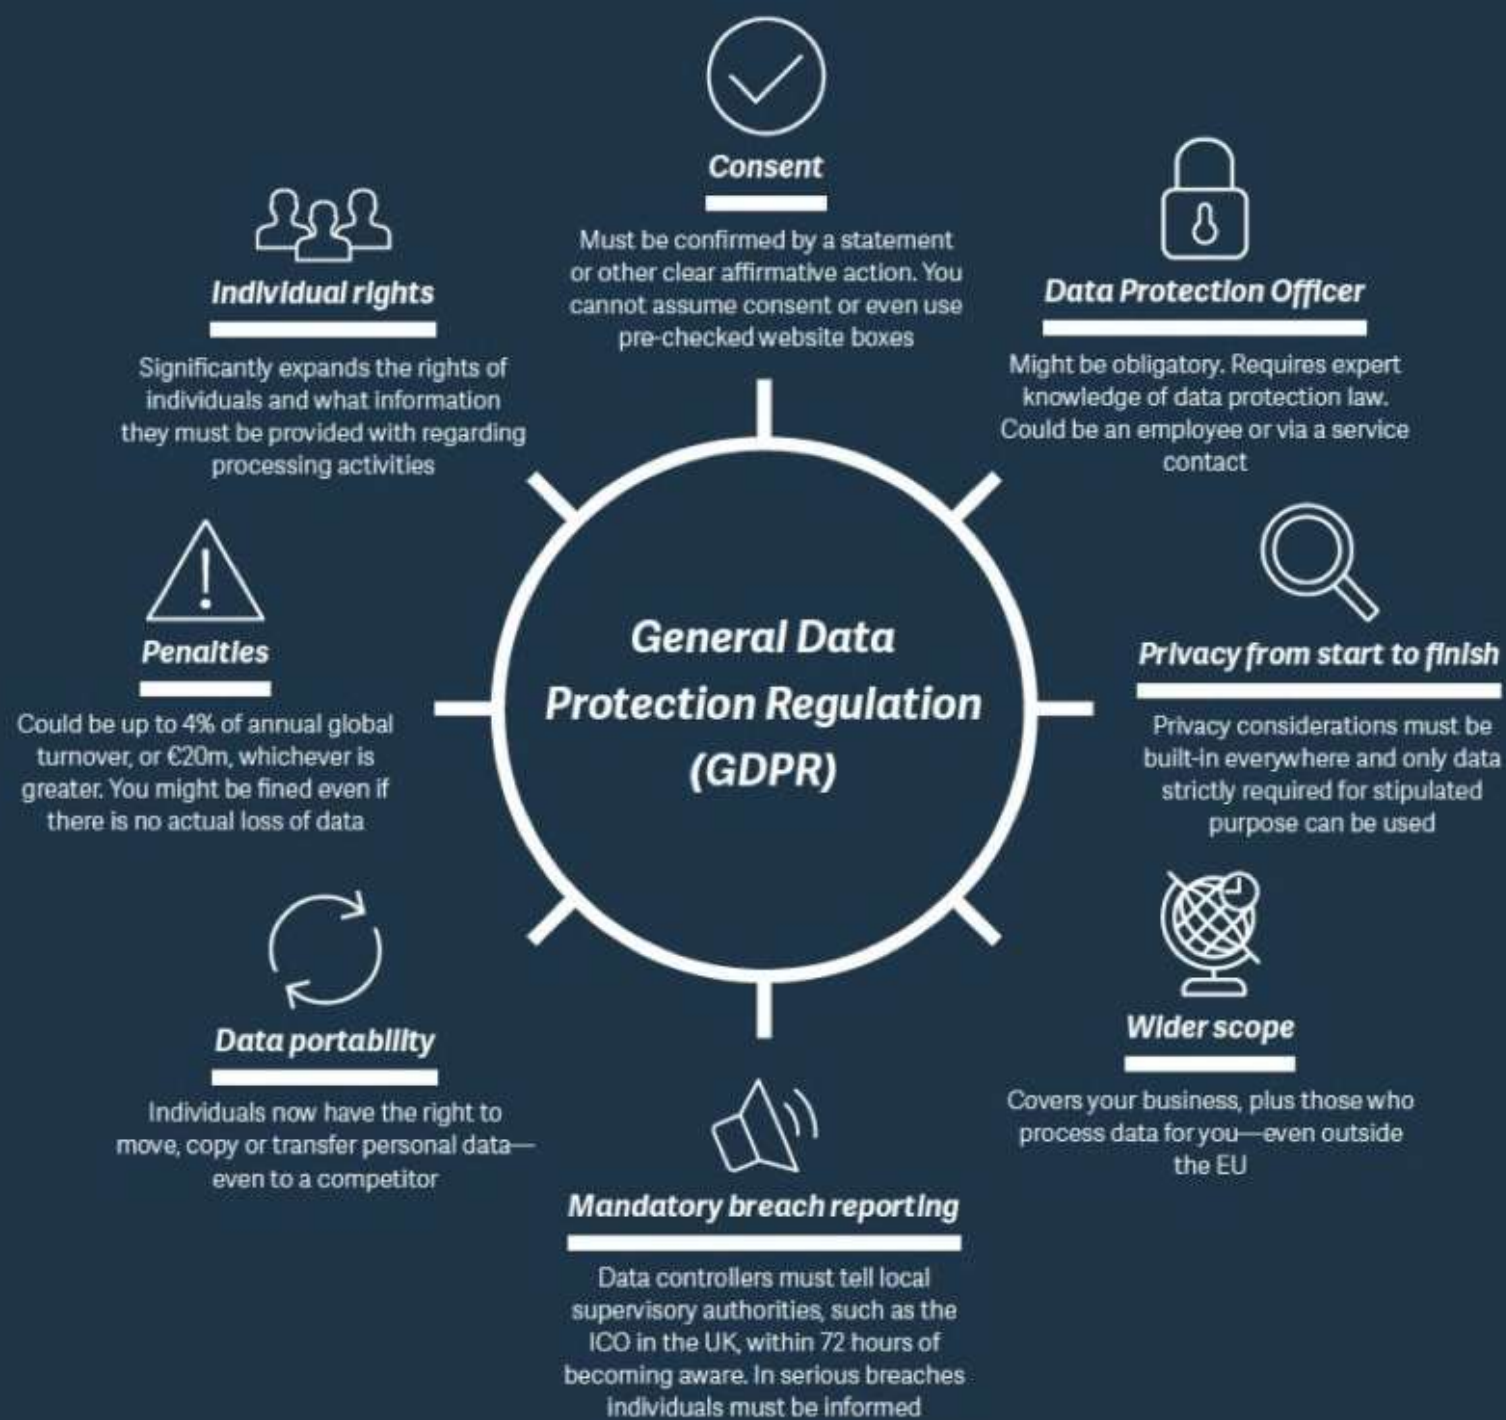 Consent
Must be confirmed by a statement
or other clear affirmative action. You
cannot assume consent or even use
pre-checked website boxes
Individual rights
Significantly expands the rights of
individuals and what information
they must be provided with regarding
processing activities
Data Protection Officer
Might be obligatory. Requires expert
knowledge of data protection law.
Could be an employee or via a service
contact
Penalties
Could be up to 4% of annual global
turnover, or €20m, whichever is
greater. You might be fined even if
there is no actual loss of data
General Data
Protection Regulation
(GDPR)
Privacy from start to finish
Privacy considerations must be
built-in everywhere and only data
strictly required for stipulated
purpose can be used
Data portability
Individuals now have the right to
move, copy or transfer personal data—
even to a competitor
Wider scope
Covers your business, plus those who
process data for you—even outside
the EU
Mandatory breach reporting
Data controllers must tell local
supervisory authorities, such as the
ICO in the UK, within 72 hours of
becoming aware. In serious breaches
individuals must be informed